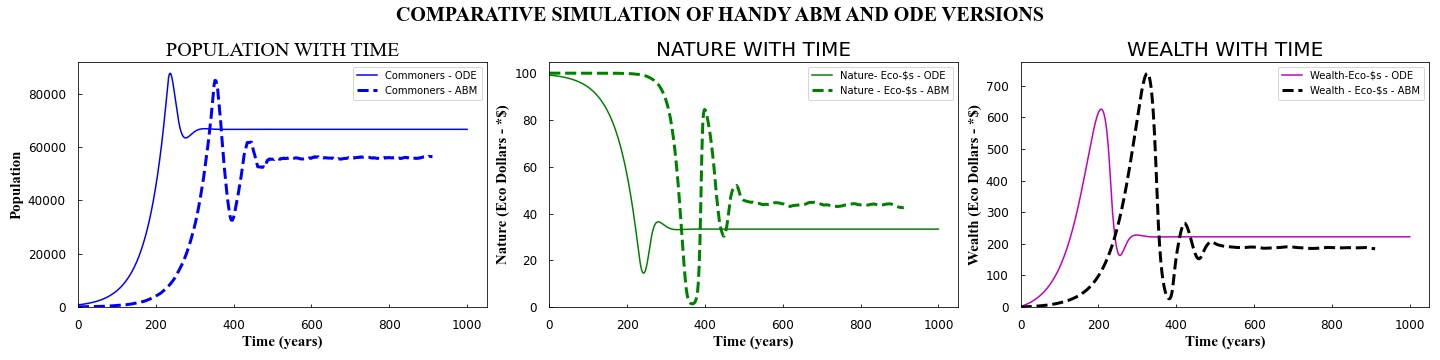 COMPARATIVE SIMULATION OF HANDY ABM AND ODE VERSIONS
POPULATION WITH TIME
Commoners - ODE
Commoners - ABM
Population
80000
60000
40000
20000
0
0 200 400 600 800 1000
Time (years)
NATURE WITH TIME
Nature- Eco-$s - ODE
Nature - Eco-$s - ABM
Nature (Eco Dollars - *$)
100
80
60
40
20
0
0 200 400 600 800 1000
Time (years)
WEALTH WITH TIME
Wealth-Eco-$s - ODE
Wealth - Eco-$s - ABM
Wealth (Eco Dollars - *$)
700
600
500
400
300
200
100
0
0 200 400 600 800 1000
Time (years)